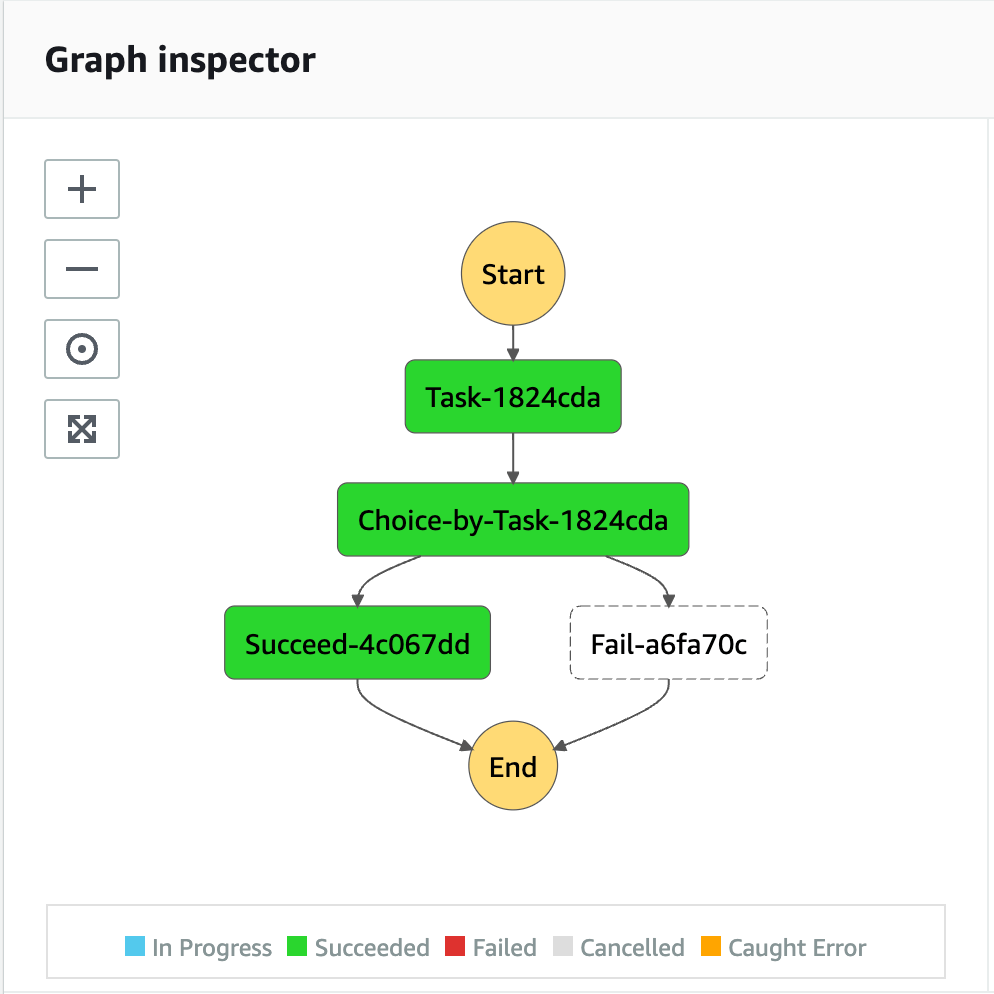 Graph inspector
Start
Task-1824cda
Choice-by-Task-1824cda
Succeed-4c067dd
Fail-a6fa70c
End
In Progress Succeeded Failed Cancelled Caught Error